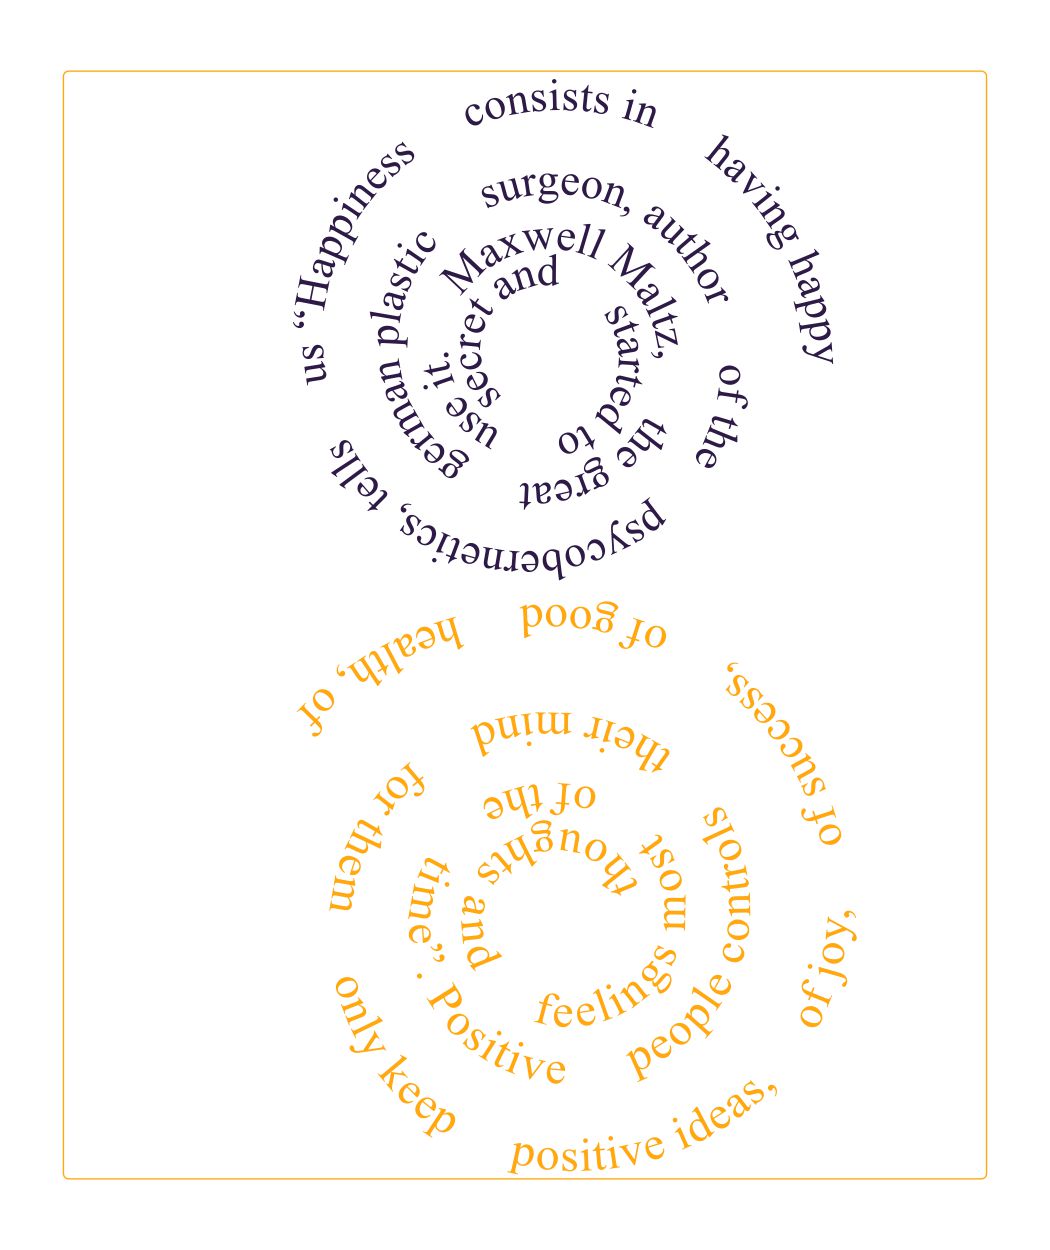 secret and
started to
use it.
Maxwell Maltz,
the great
german plastic
surgeon, author
of the
psycobernetics, tells
us “Happiness
consists in
having happy
thoughts and
feelings
most
of the
time”. Positive
people controls
their mind
for them
only keep
positive ideas,
of joy,
of success,
of good
health, of